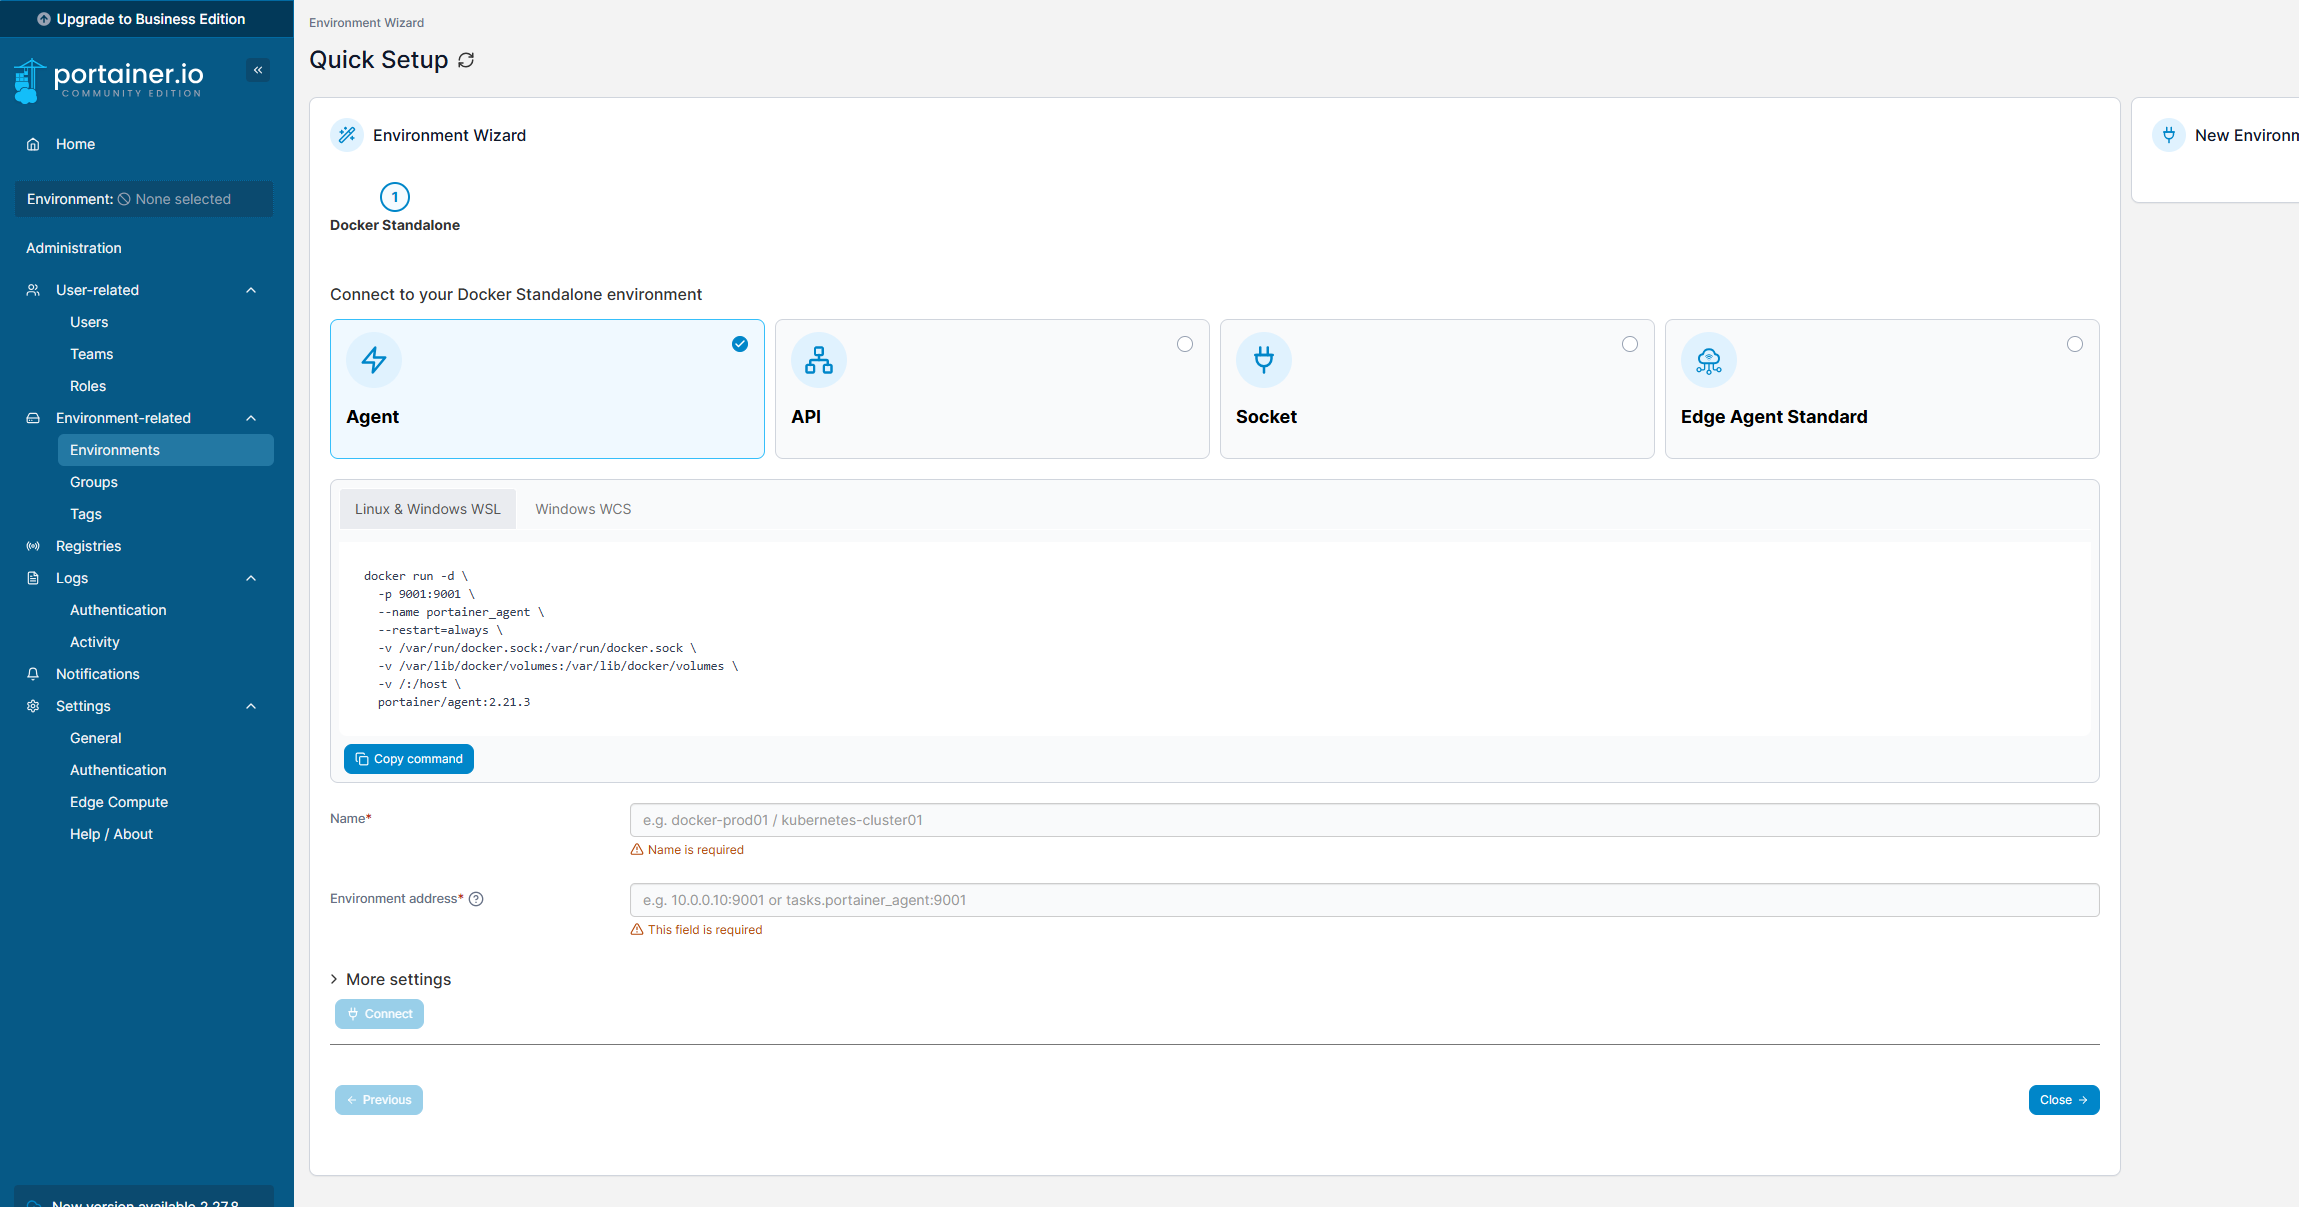 Upgrade to Business Edition
portainer.io
COMMUNITY EDITION
Home
Environment: None selected
Administration
User-related
Users
Teams
Roles
Environment-related
Environments
Groups
Tags
Registries
Logs
Authentication
Activity
Notifications
Settings
General
Authentication
Edge Compute
Help / About
New version available 2.27.8
Environment Wizard
Quick Setup
Environment Wizard
1
Docker Standalone
Connect to your Docker Standalone environment
Agent
API
Socket
Edge Agent Standard
Linux & Windows WSL
Windows WCS
docker run -d \
-p 9001:9001 \
--name portainer_agent \
--restart=always \
-v /var/run/docker.sock:/var/run/docker.sock \
-v /var/lib/docker/volumes:/var/lib/docker/volumes \
-v /:/host \
portainer/agent:2.21.3
Copy command
Name*
e.g. docker-prod01 / kubernetes-cluster01
Name is required
Environment address*
e.g. 10.0.0.10:9001 or tasks.portainer_agent:9001
This field is required
More settings
Connect
Previous
Close
New Environm